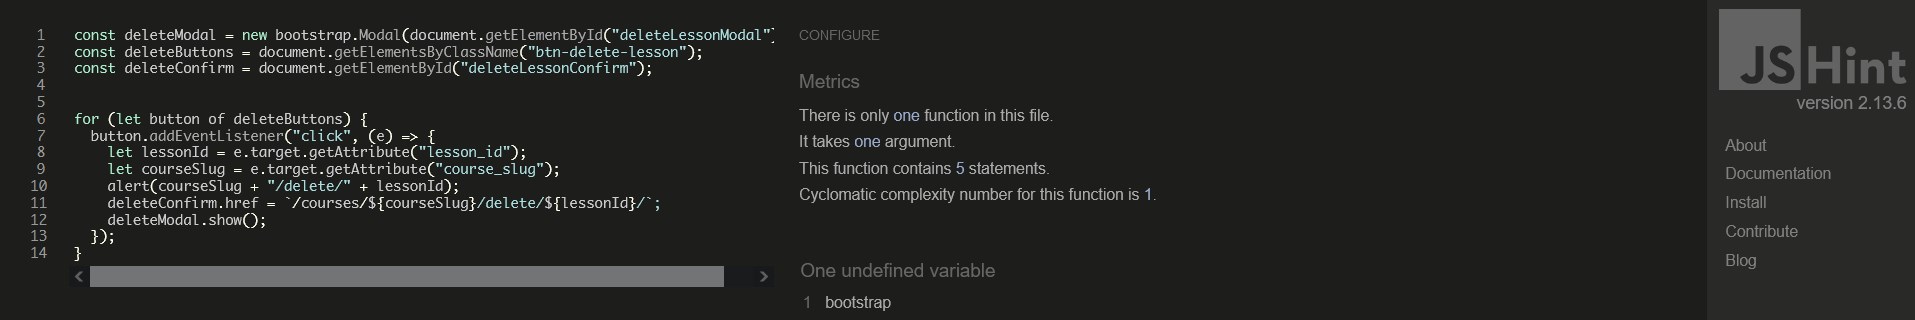 1 const deleteModal = new bootstrap.Modal(document.getElementById("deleteLessonModal")
2 const deleteButtons = document.getElementsByClassName("btn-delete-lesson");
3 const deleteConfirm = document.getElementById("deleteLessonConfirm");
4
5
6 for (let button of deleteButtons) {
7 button.addEventListener("click", (e) => {
8 let lessonId = e.target.getAttribute("lesson_id");
9 let courseSlug = e.target.getAttribute("course_slug");
10 alert(courseSlug + "/delete/" + lessonId);
11 deleteConfirm.href = `/courses/${courseSlug}/delete/${lessonId}/`;
12 deleteModal.show();
13 });
14 }
CONFIGURE
Metrics
There is only one function in this file.
It takes one argument.
This function contains 5 statements.
Cyclomatic complexity number for this function is 1.
One undefined variable
1 bootstrap
JSHint
version 2.13.6
About
Documentation
Install
Contribute
Blog